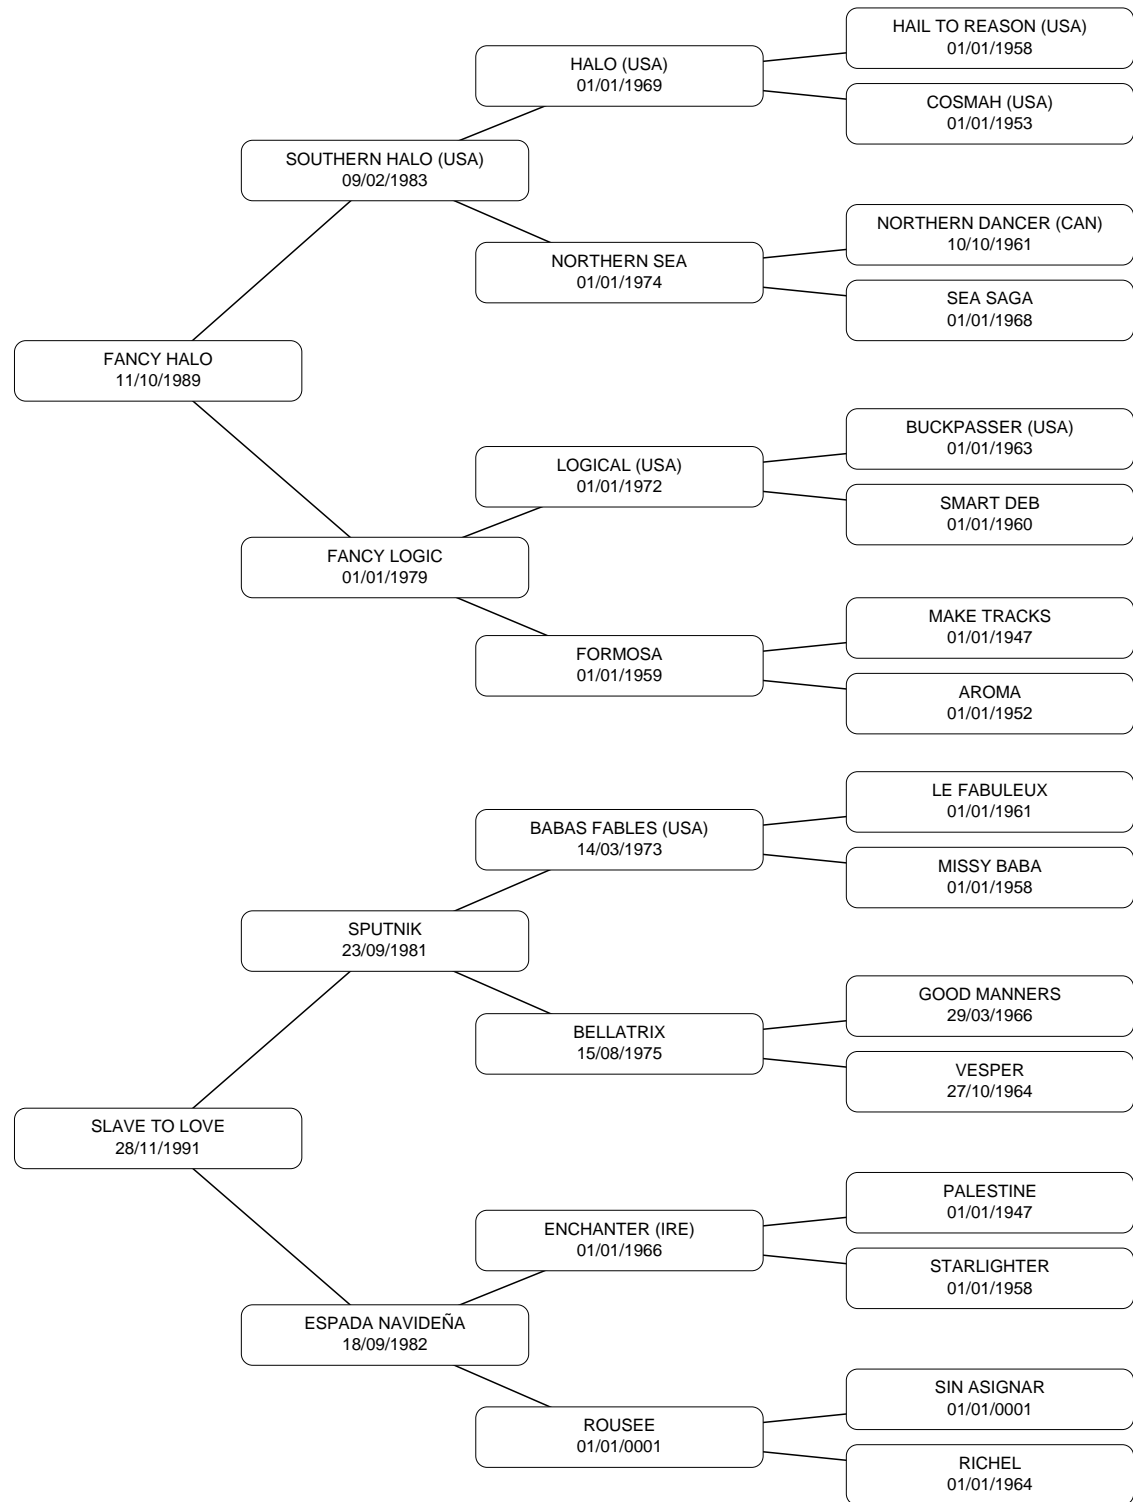 HAIL TO REASON (USA)
01/01/1958
HALO (USA)
01/01/1969
COSMAH (USA)
01/01/1953
SOUTHERN HALO (USA)
09/02/1983
NORTHERN DANCER (CAN)
10/10/1961
NORTHERN SEA
01/01/1974
SEA SAGA
01/01/1968
FANCY HALO
11/10/1989
BUCKPASSER (USA)
01/01/1963
LOGICAL (USA)
01/01/1972
SMART DEB
01/01/1960
FANCY LOGIC
01/01/1979
MAKE TRACKS
01/01/1947
FORMOSA
01/01/1959
AROMA
01/01/1952
LE FABULEUX
01/01/1961
BABAS FABLES (USA)
14/03/1973
MISSY BABA
01/01/1958
SPUTNIK
23/09/1981
GOOD MANNERS
29/03/1966
BELLATRIX
15/08/1975
VESPER
27/10/1964
SLAVE TO LOVE
28/11/1991
PALESTINE
01/01/1947
ENCHANTER (IRE)
01/01/1966
STARLIGHTER
01/01/1958
ESPADA NAVIDEÑA
18/09/1982
SIN ASIGNAR
01/01/0001
ROUSEE
01/01/0001
RICHEL
01/01/1964